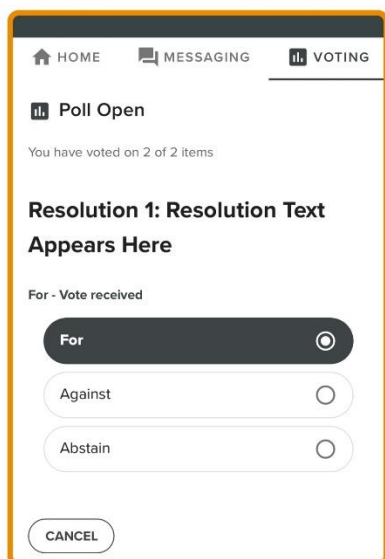 HOME MESSAGING VOTING
Poll Open
You have voted on 2 of 2 items
Resolution 1: Resolution Text
Appears Here
For - Vote received
For
Against
Abstain
CANCEL